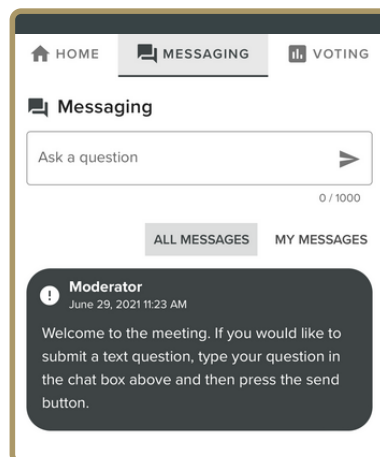 HOME MESSAGING VOTING
Messaging
Ask a question
0 / 1000
ALL MESSAGES MY MESSAGES
Moderator
June 29, 2021 11:23 AM
Welcome to the meeting. If you would like to
submit a text question, type your question in
the chat box above and then press the send
button.